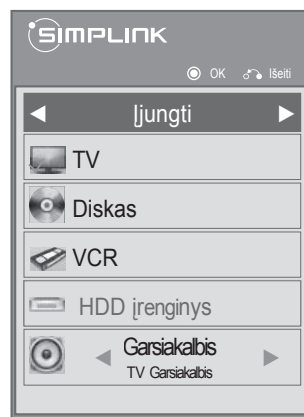 SIMPLINK
OK Išeiti
Įjungti
TV
Diskas
VCR
HDD įrenginys
Garsiakalbis
TV Garsiakalbis